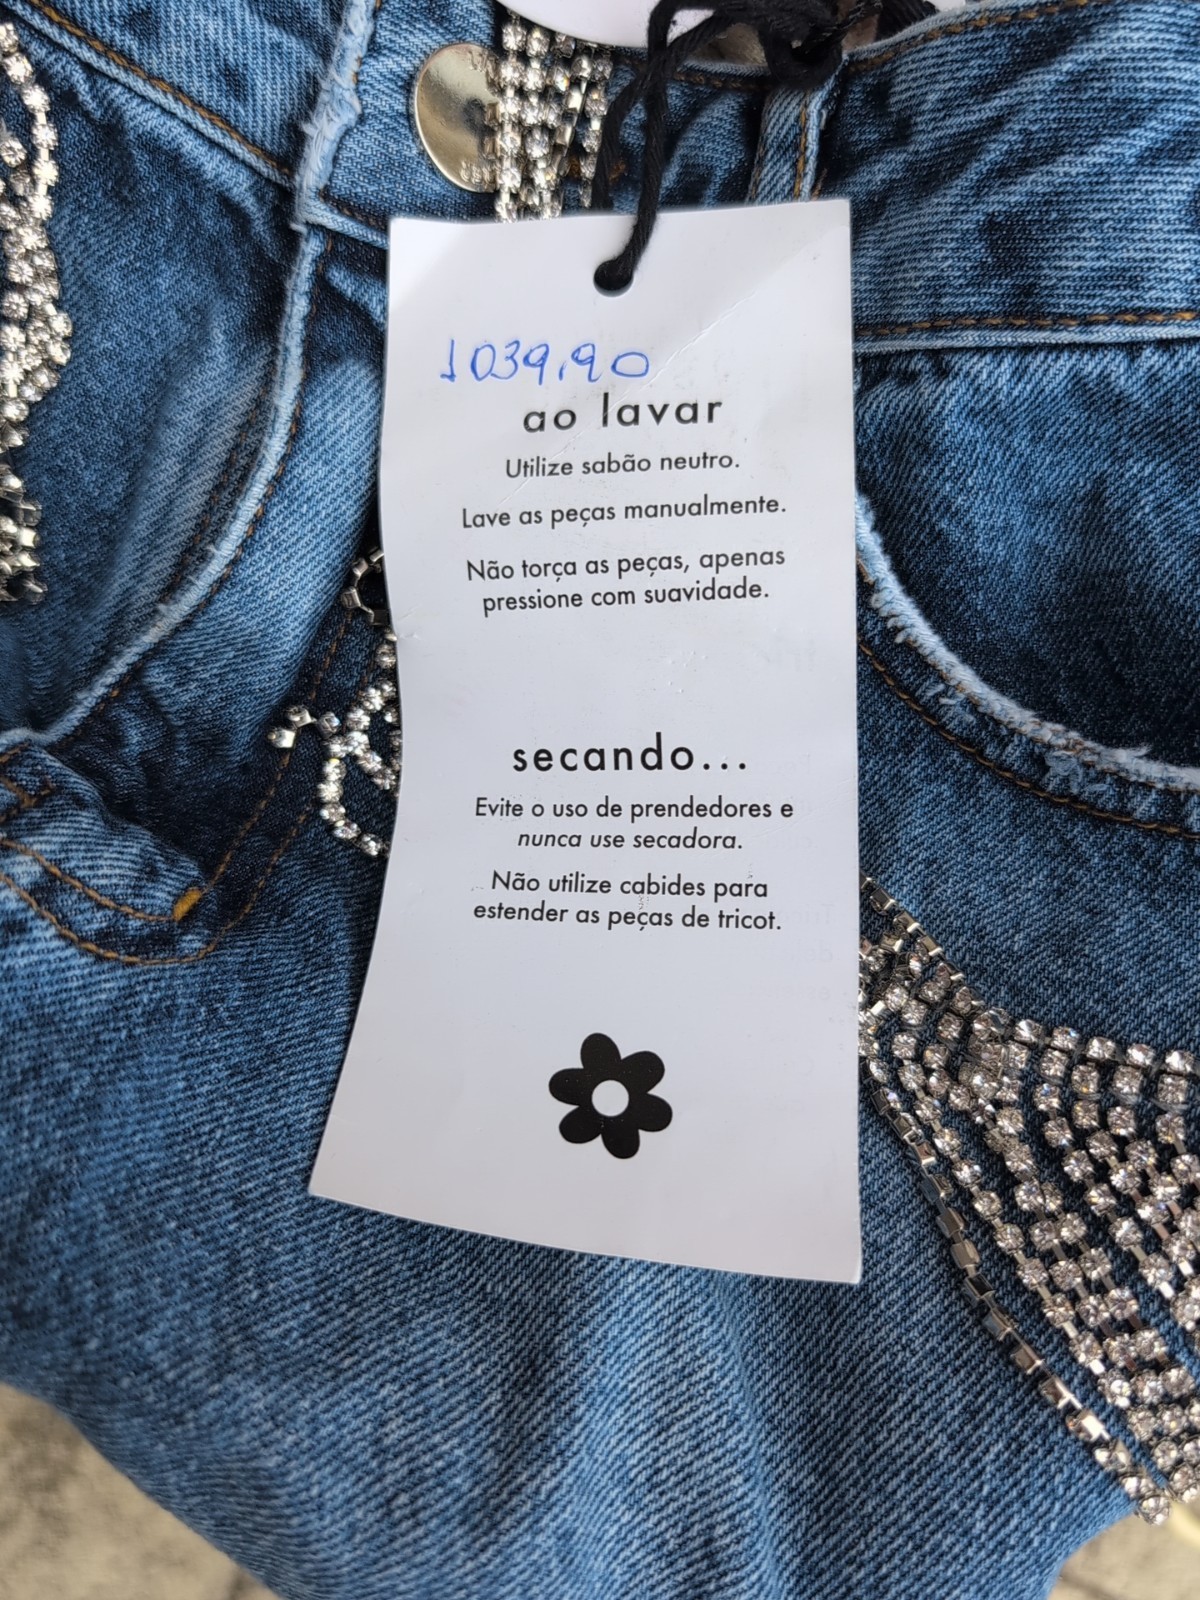 1039,90
ao lavar
Utilize sabão neutro.
Lave as peças manualmente.
Não torça as peças, apenas
pressione com suavidade.
secando...
Evite o uso de prendedores e
nunca use secadora.
Não utilize cabides para
estender as peças de tricot.